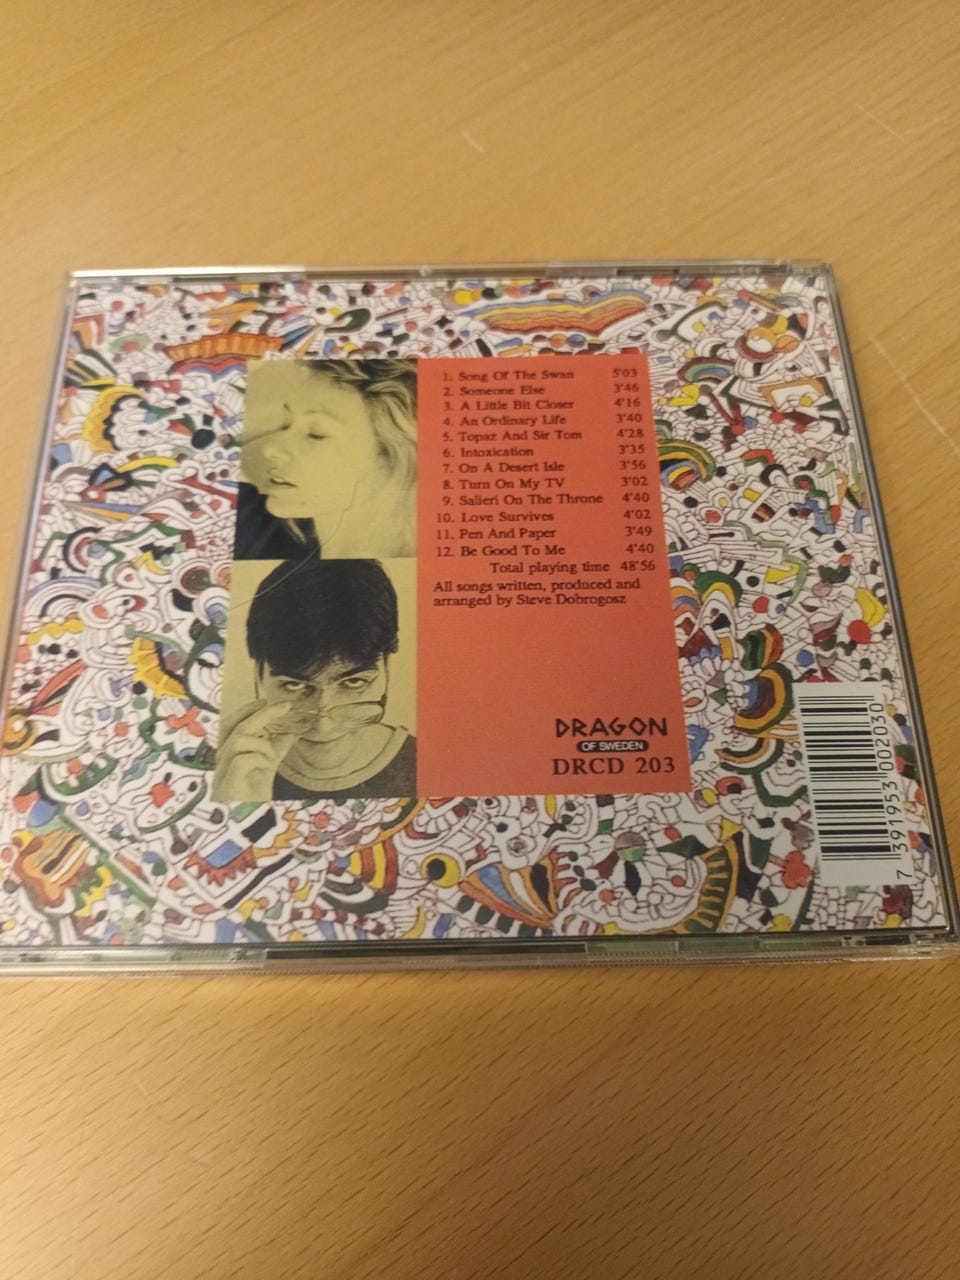 1. Song Of The Swan 5'03
2. Someone Else 3'46
3. A Little Bit Closer 4'16
4. An Ordinary Life 3'40
5. Topaz And Sir Tom 4'28
6. Intoxication 3'35
7. On A Desert Isle 3'56
8. Turn On My TV 3'02
9. Salieri On The Throne 4'40
10. Love Survives 4'02
11. Pen And Paper 3'49
12. Be Good To Me 4'40
Total playing time 48'56
All songs written, produced and
arranged by Steve Dobrogosz
DRAGON
OF SWEDEN
DRCD 203
7 391953 002030